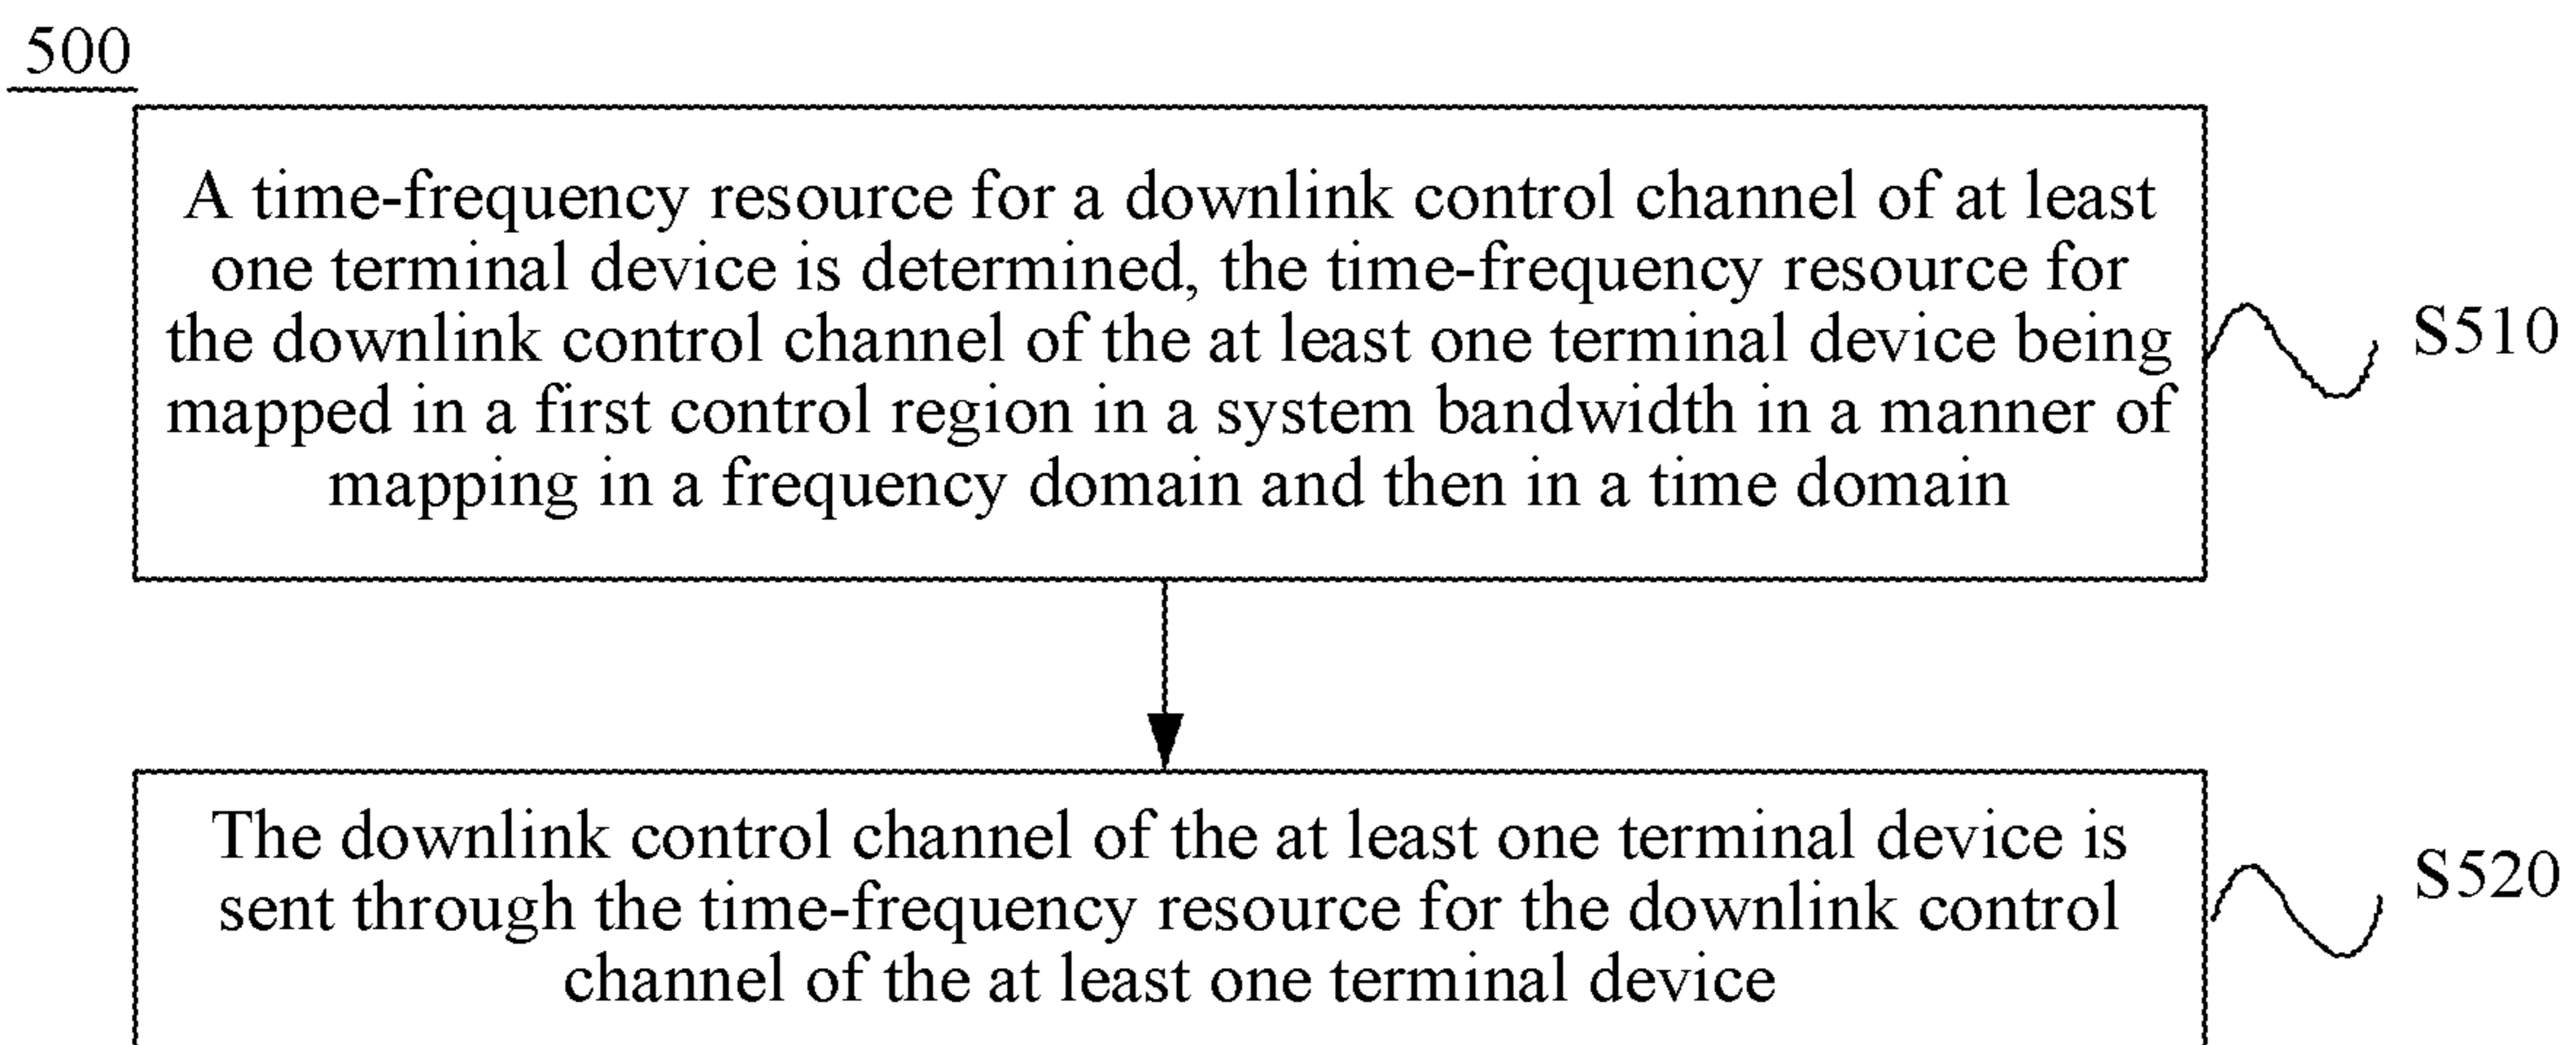 500
A time-frequency resource for a downlink control channel of at least
one terminal device is determined, the time-frequency resource for
the downlink control channel of the at least one terminal device being
mapped in a first control region in a system bandwidth in a manner of
mapping in a frequency domain and then in a time domain
S510
The downlink control channel of the at least one terminal device is
sent through the time-frequency resource for the downlink control
channel of the at least one terminal device
S520